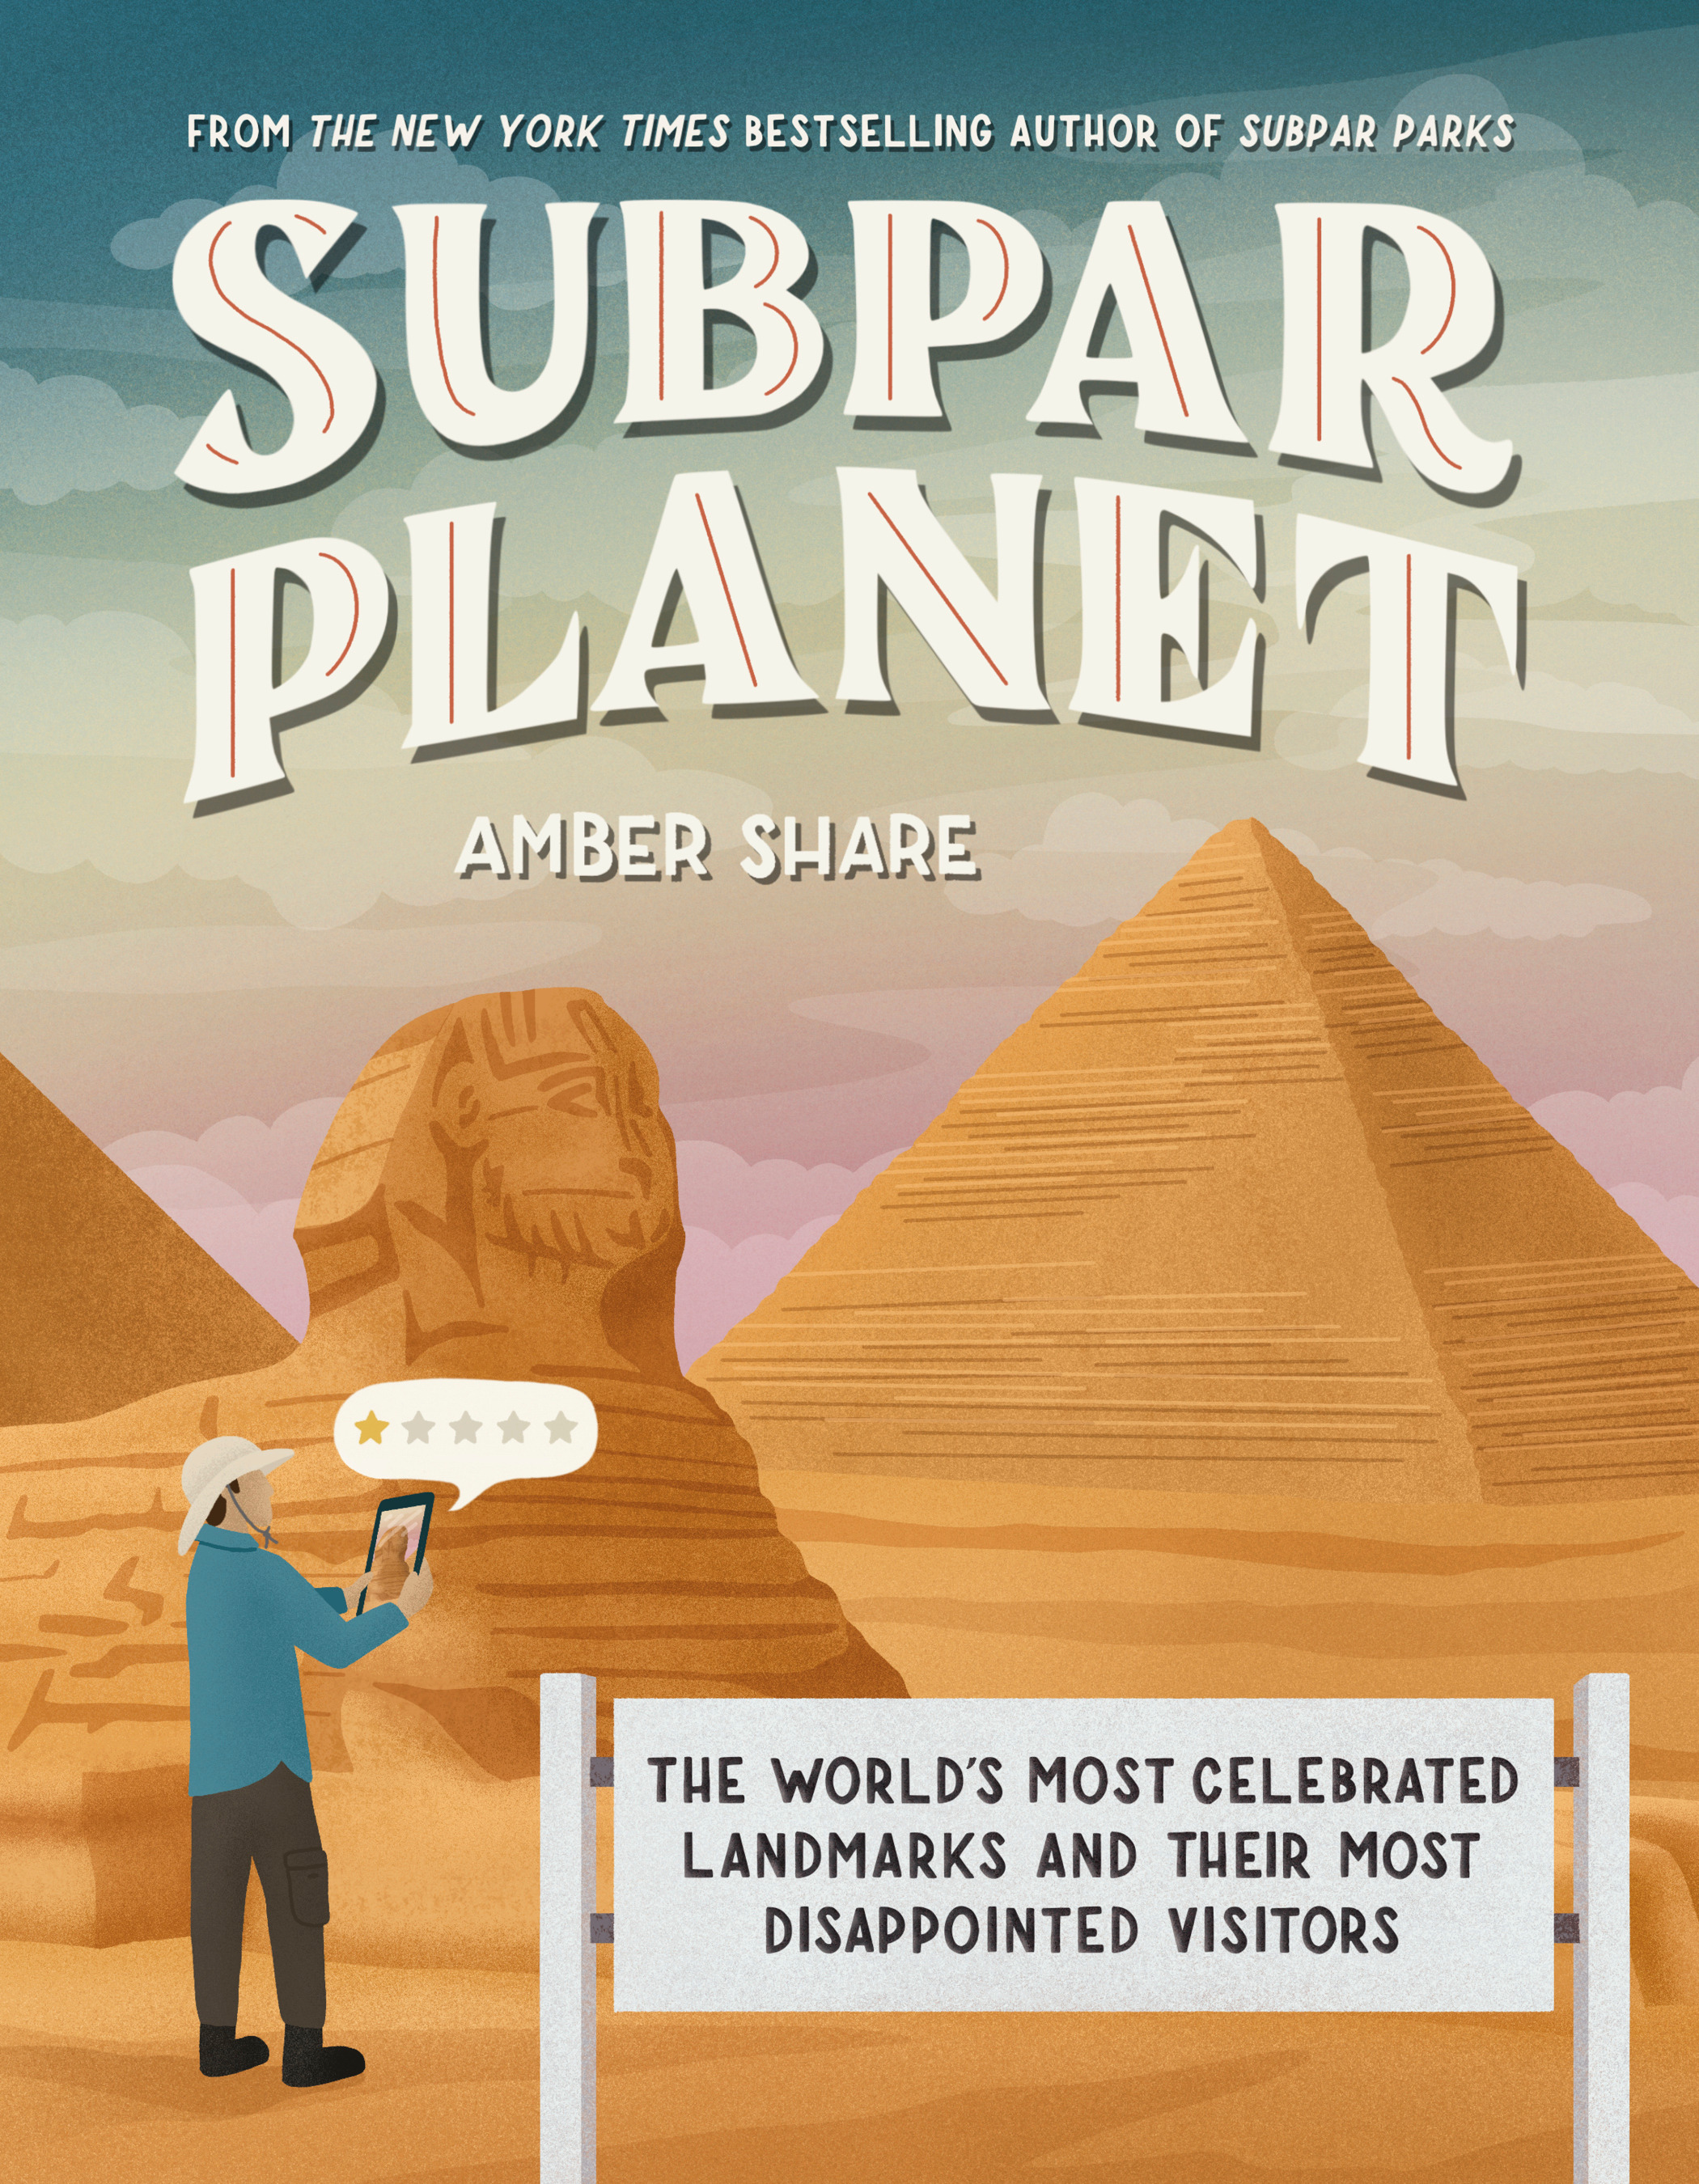 FROM THE NEW YORK TIMES BESTSELLING AUTHOR OF SUBPAR PARKS
SUBPAR
PLANET
AMBER SHARE
THE WORLD'S MOST CELEBRATED
LANDMARKS AND THEIR MOST
DISAPPOINTED VISITORS